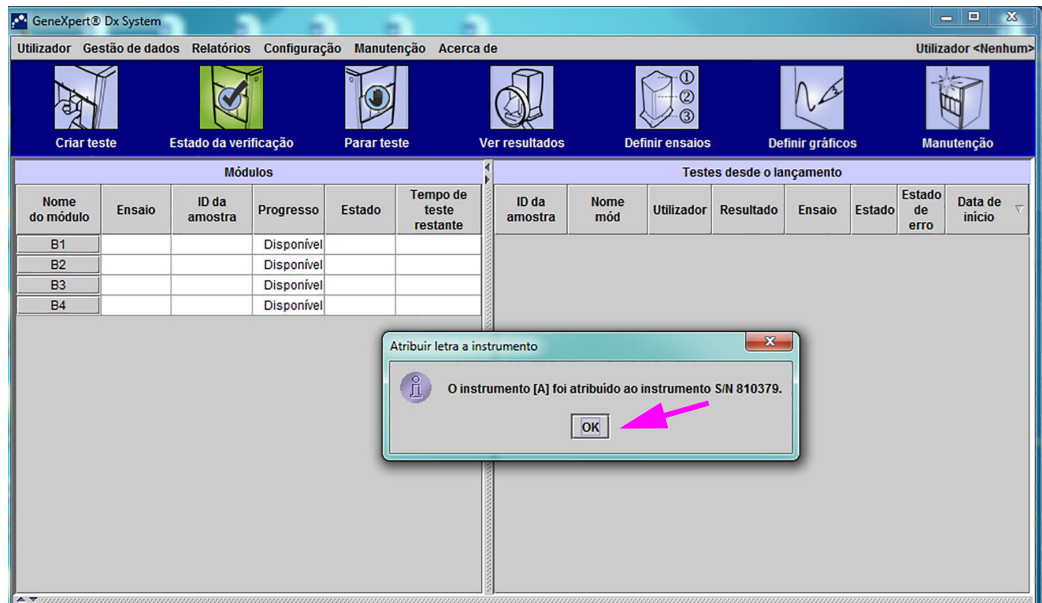 GeneXpert® Dx System
Utilizador Gestão de dados Relatórios Configuração Manutenção Acerca de Utilizador <Nenhum>
Criar teste Estado da verificação Parar teste Ver resultados Definir ensaios Definir gráficos Manutenção
1
2
3
Módulos Testes desde o lançamento
Nome do módulo Ensaio ID da amostra Progresso Estado Tempo de teste restante ID da amostra Nome mód Utilizador Resultado Ensaio Estado Estado de erro Data de início
B1 Disponível
B2 Disponível
B3 Disponível
B4 Disponível
Atribuir letra a instrumento
O instrumento [A] foi atribuído ao instrumento S/N 810379.
OK